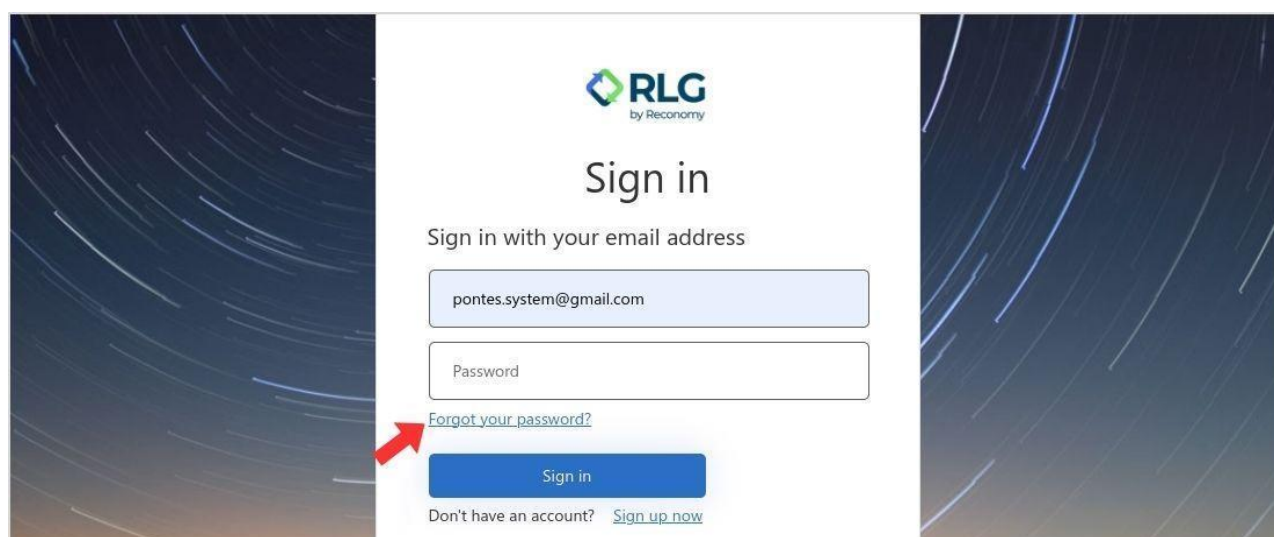 RLG
by Reconomy
Sign in
Sign in with your email address
pontes.system@gmail.com
Password
Forgot your password?
Sign in
Don't have an account? Sign up now